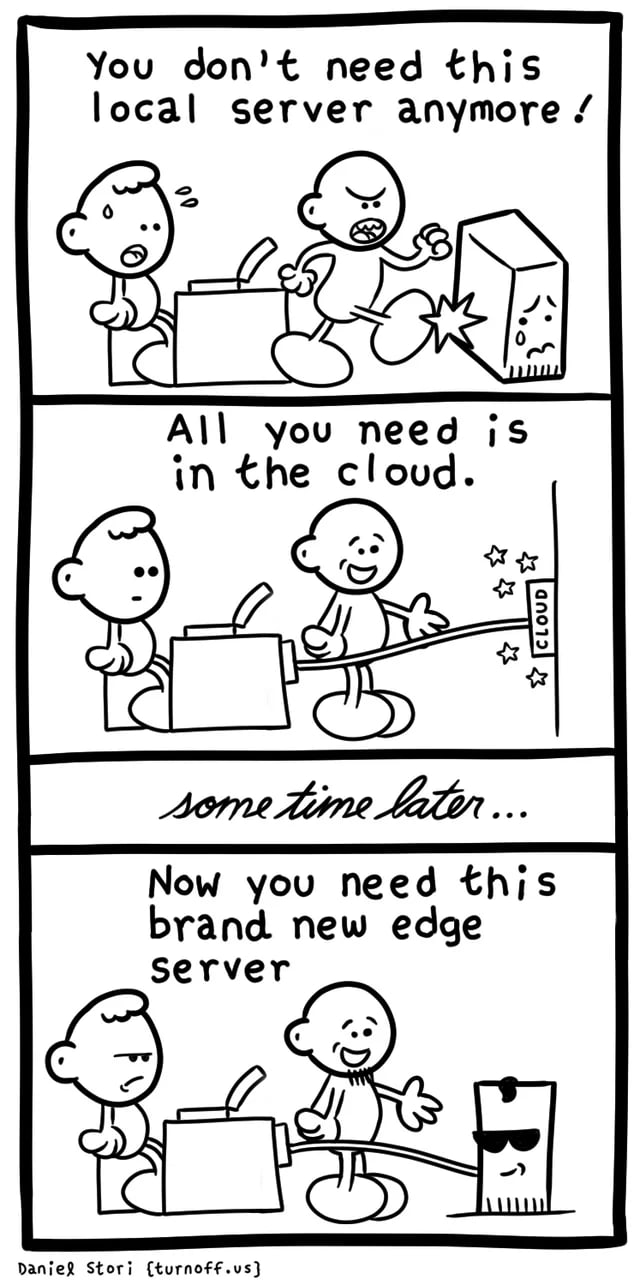 You don't need this
local server anymore!
All you need is
in the cloud.
CLOUD
some time later...
Now you need this
brand new edge
server
Daniel Stori {turnoff.us}